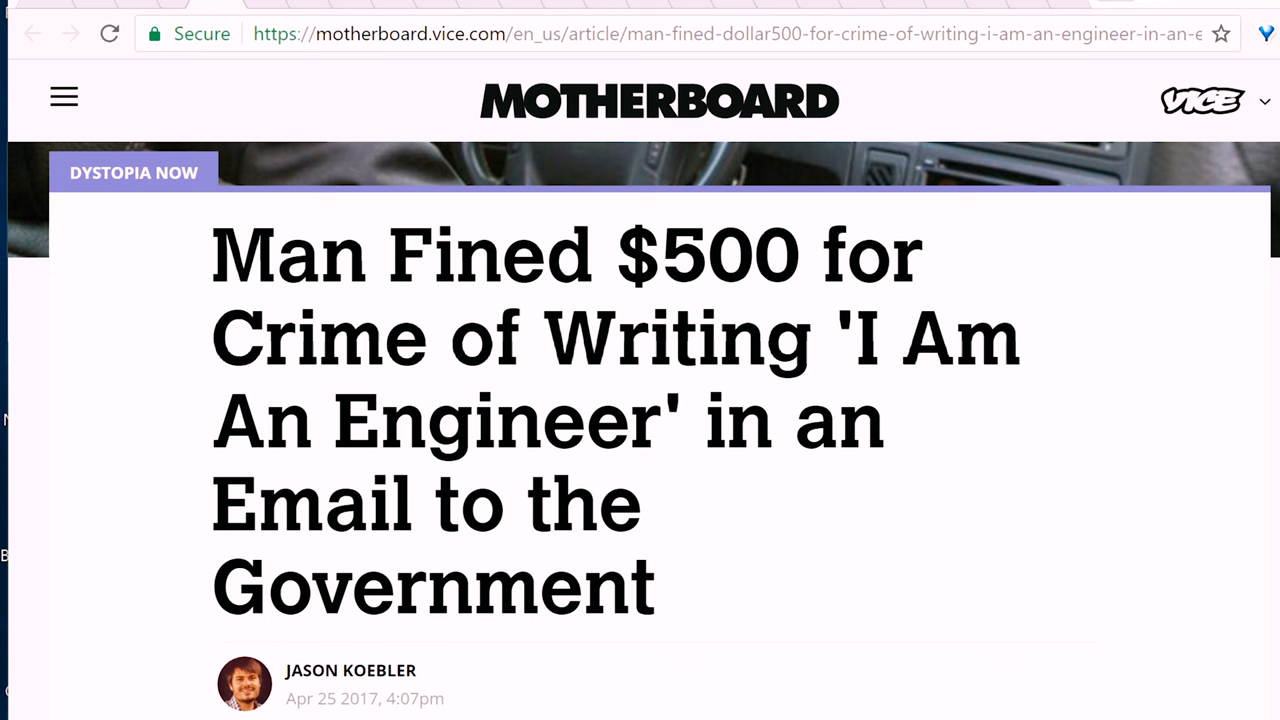 Secure https://motherboard.vice.com/en_us/article/man-fined-dollar500-for-crime-of-writing-i-am-an-engineer-in-an-e
MOTHERBOARD
VICE
DYSTOPIA NOW
Man Fined $500 for
Crime of Writing 'I Am
An Engineer' in an
Email to the
Government
JASON KOEBLER
Apr 25 2017, 4:07pm